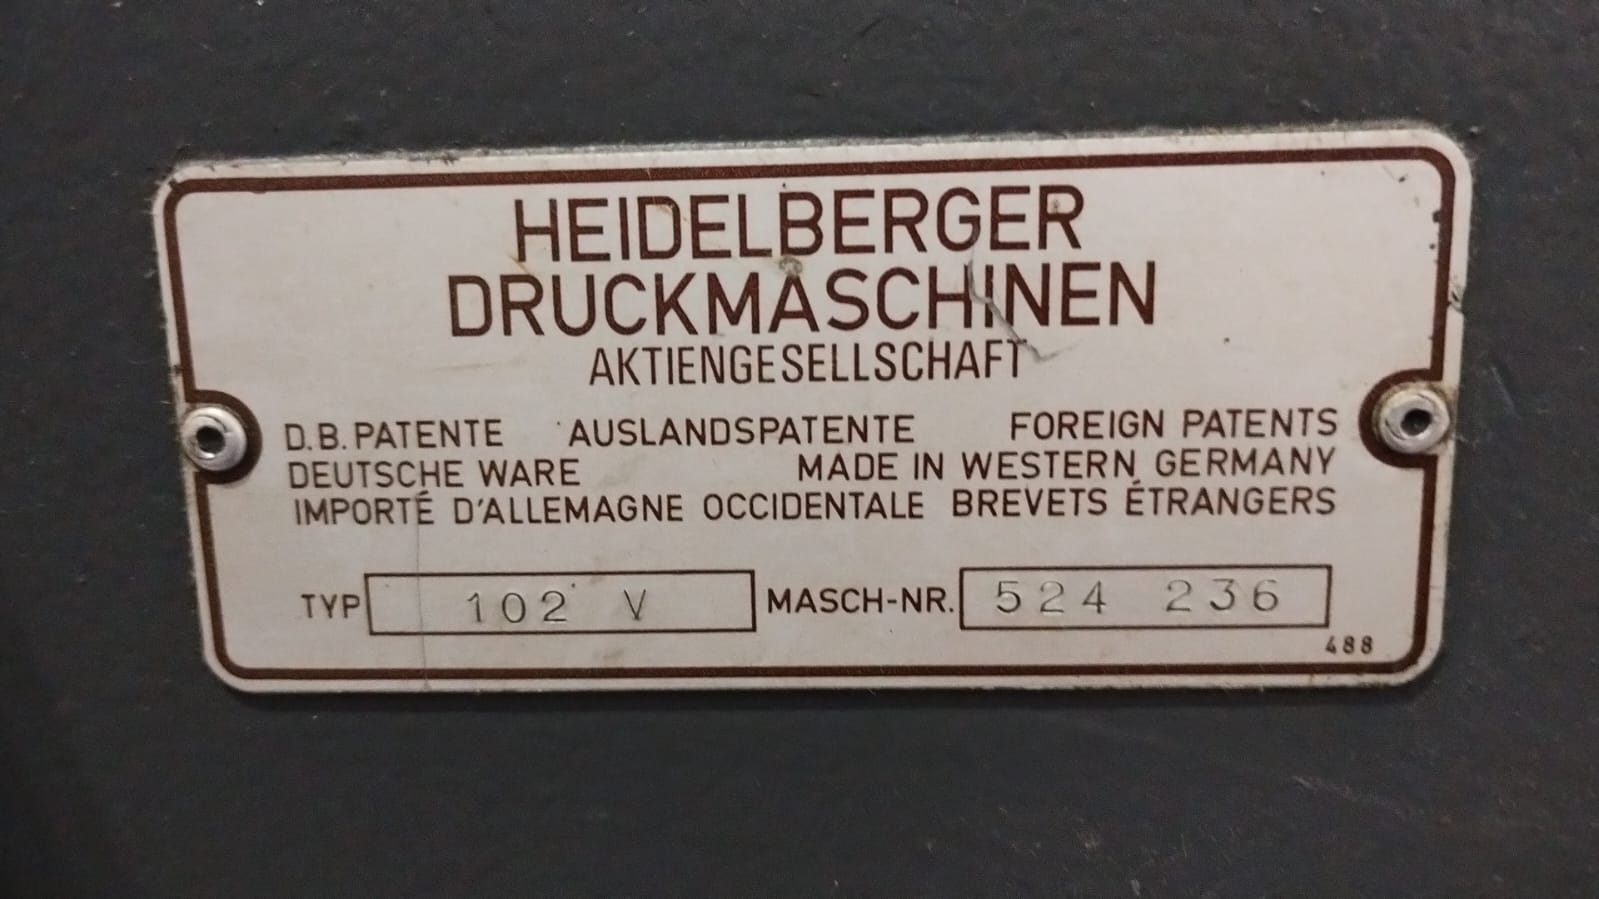 HEIDELBERGER
DRUCKMASCHINEN
AKTIENGESELLSCHAFT
D.B. PATENTE AUSLANDSPATENTE FOREIGN PATENTS
DEUTSCHE WARE MADE IN WESTERN GERMANY
IMPORTÉ D'ALLEMAGNE OCCIDENTALE BREVETS ÉTRANGERS
TYP 102 V MASCH-NR. 524 236
488